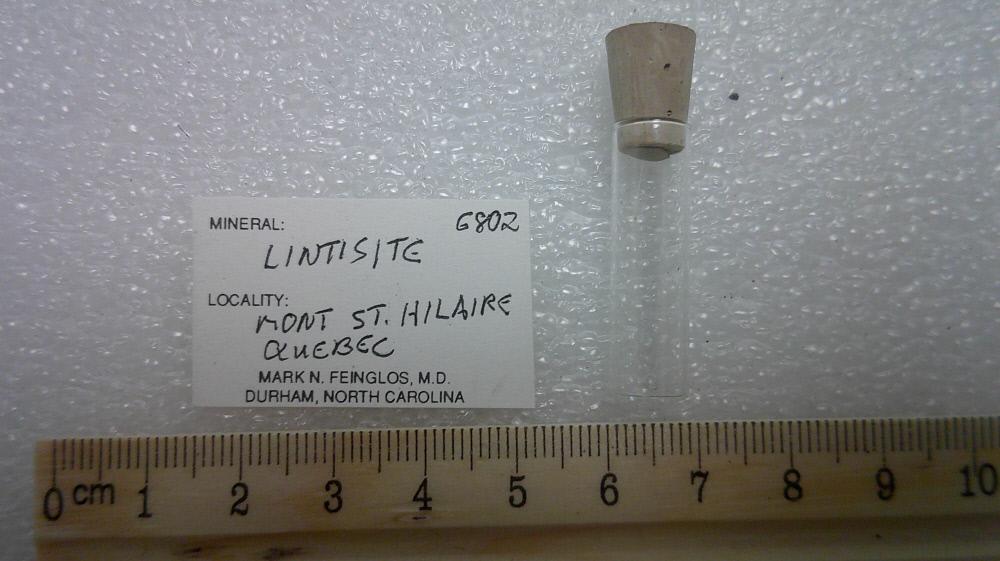 MINERAL: 6802
LINTISITE
LOCALITY:
MONT ST. HILAIRE
QUEBEC
MARK N. FEINGLOS, M.D.
DURHAM, NORTH CAROLINA
0 cm 1 2 3 4 5 6 7 8 9 10